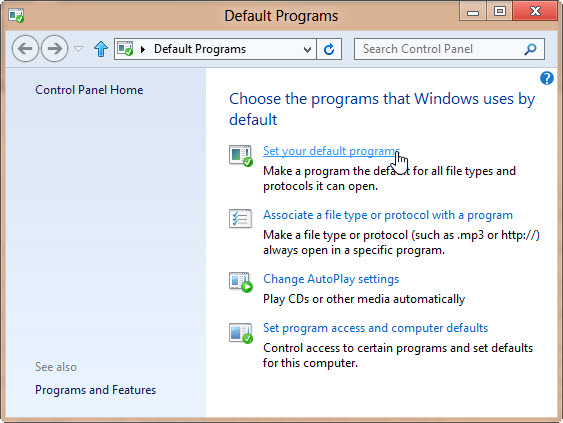 Default Programs
Default Programs
Search Control Panel
Control Panel Home
Choose the programs that Windows uses by
default
Set your default programs
Make a program the default for all file types and
protocols it can open.
Associate a file type or protocol with a program
Make a file type or protocol (such as .mp3 or http://)
always open in a specific program.
Change AutoPlay settings
Play CDs or other media automatically
Set program access and computer defaults
Control access to certain programs and set defaults
for this computer.
See also
Programs and Features